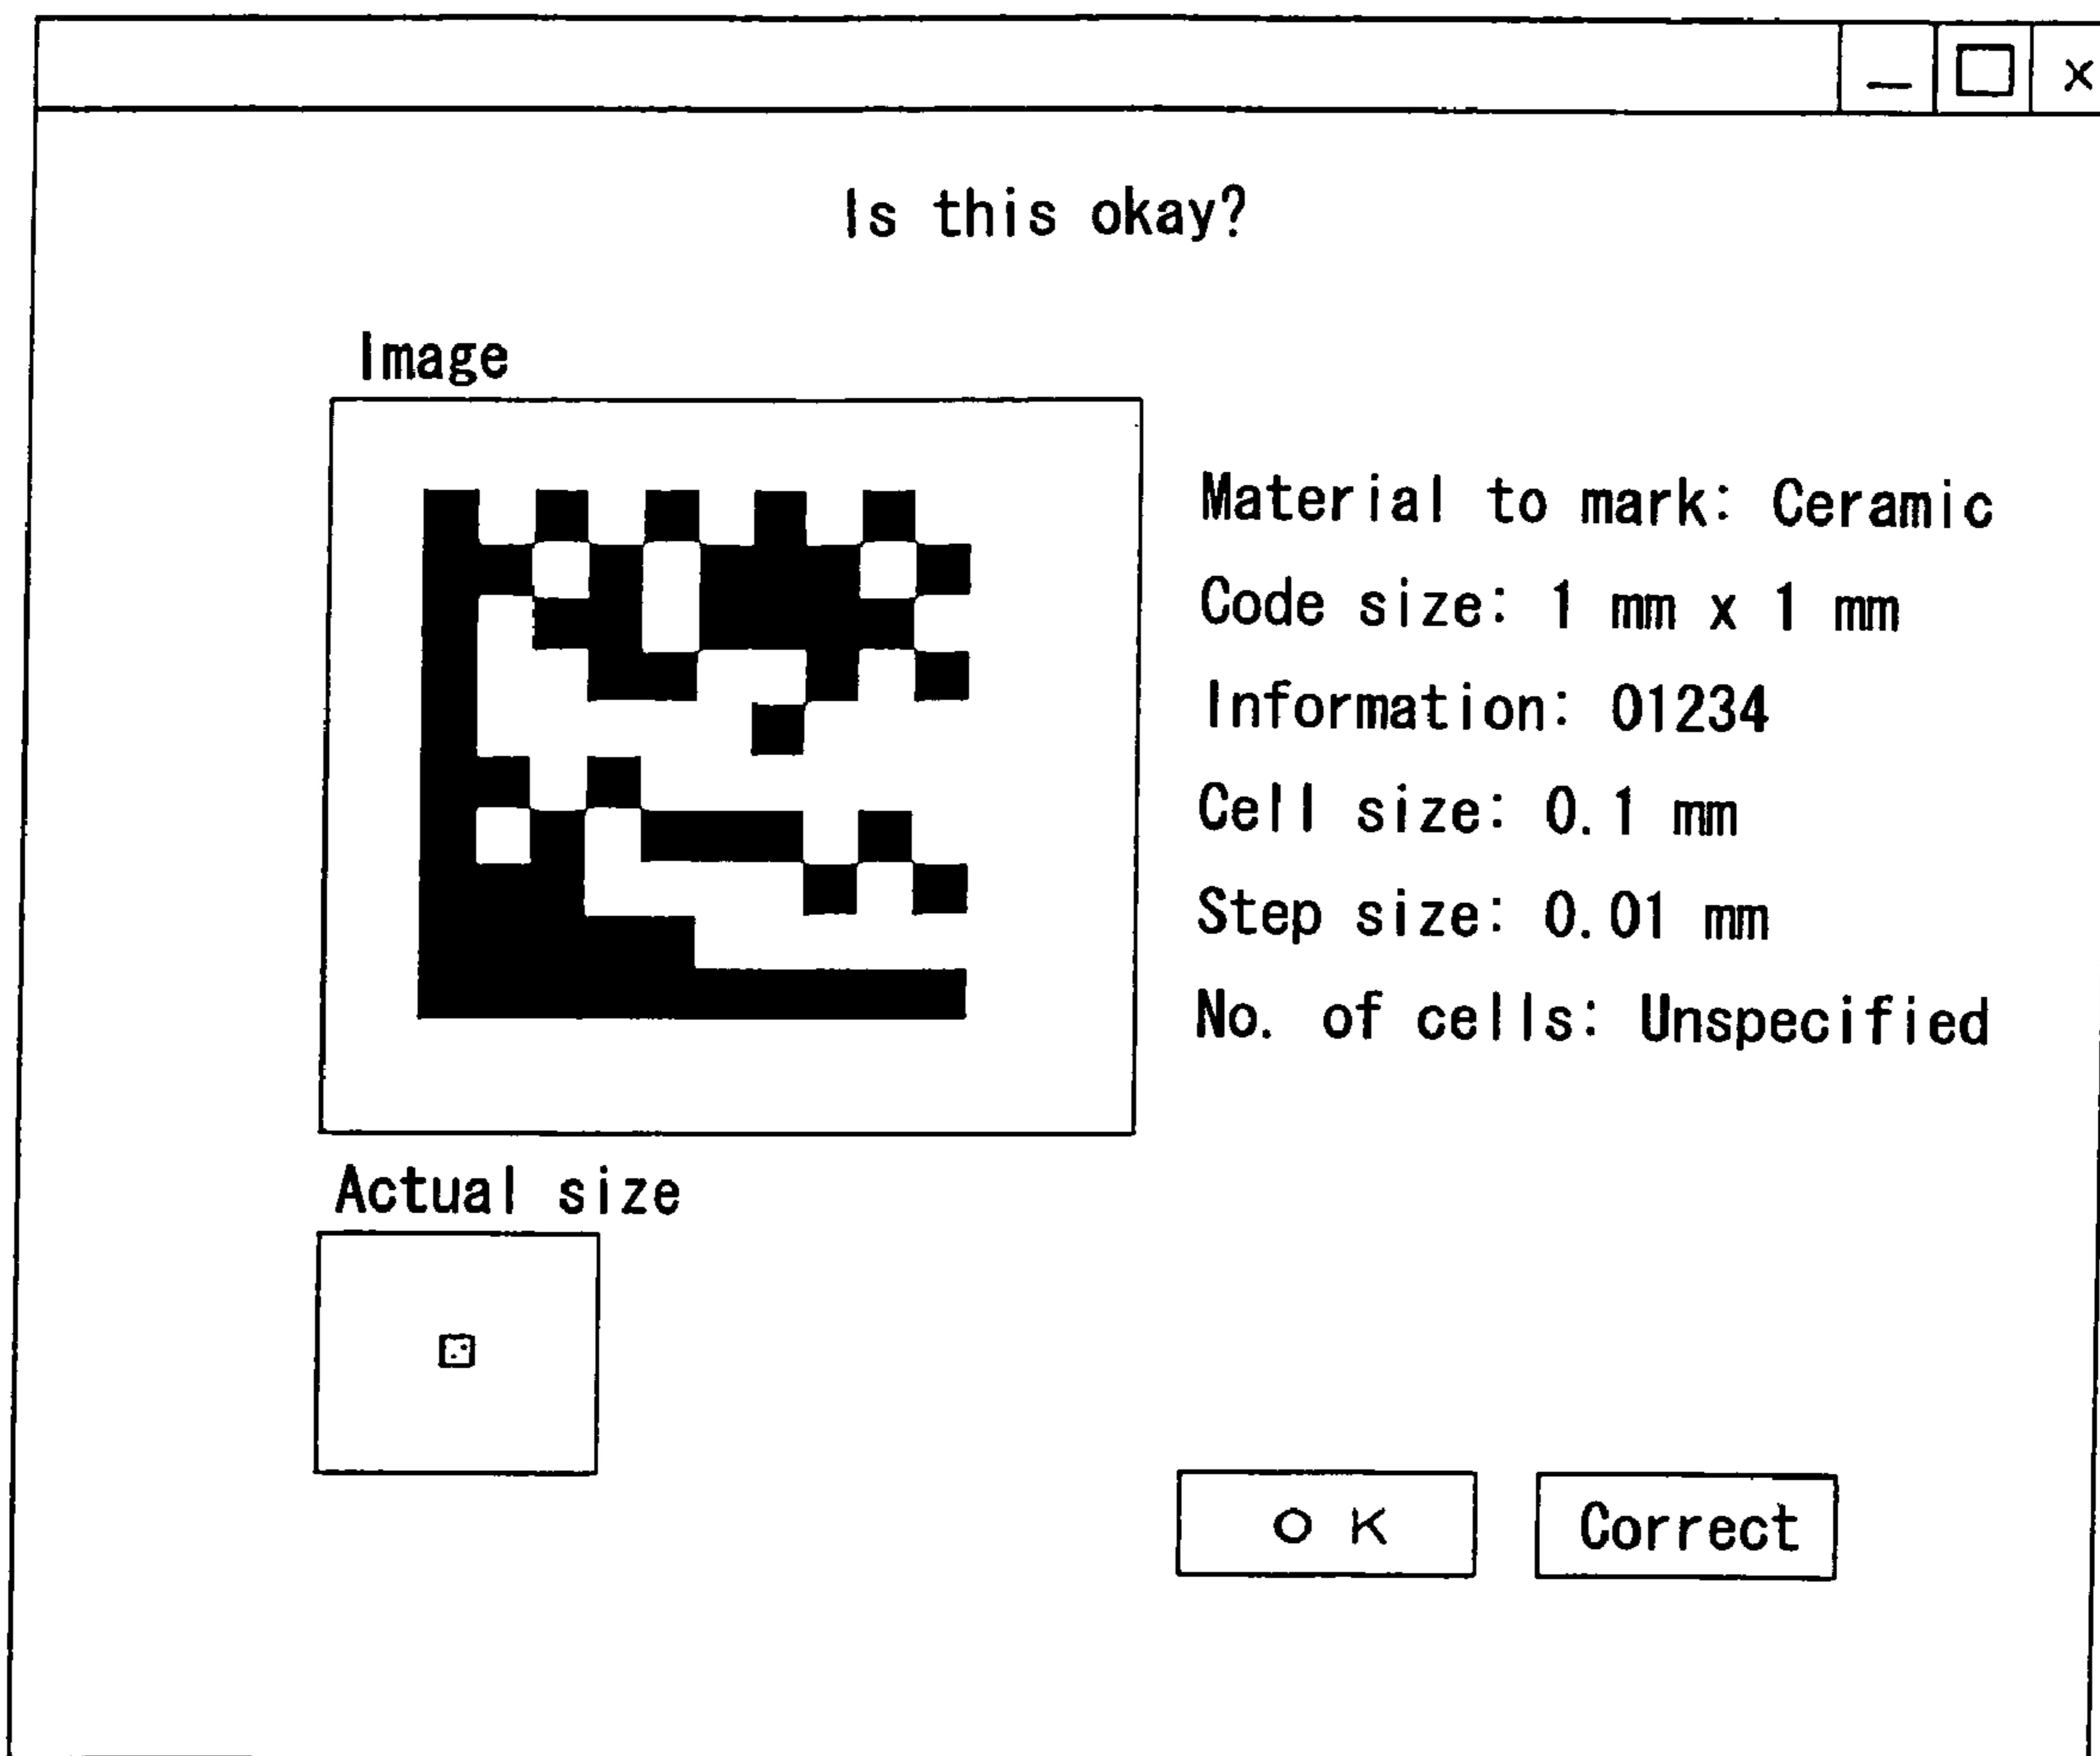 Is this okay?
Image
Material to mark: Ceramic
Code size: 1 mm x 1 mm
Information: 01234
Cell size: 0.1 mm
Step size: 0.01 mm
No. of cells: Unspecified
Actual size
OK
Correct